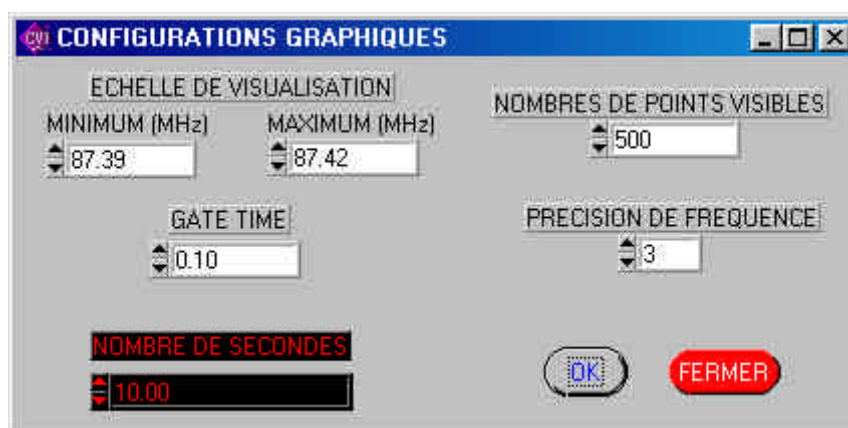 CVI CONFIGURATIONS GRAPHIQUES
ECHELLE DE VISUALISATION
MINIMUM (MHz)
87.39
MAXIMUM (MHz)
87.42
NOMBRES DE POINTS VISIBLES
500
GATE TIME
0.10
PRECISION DE FREQUENCE
3
NOMBRE DE SECONDES
10.00
OK
FERMER